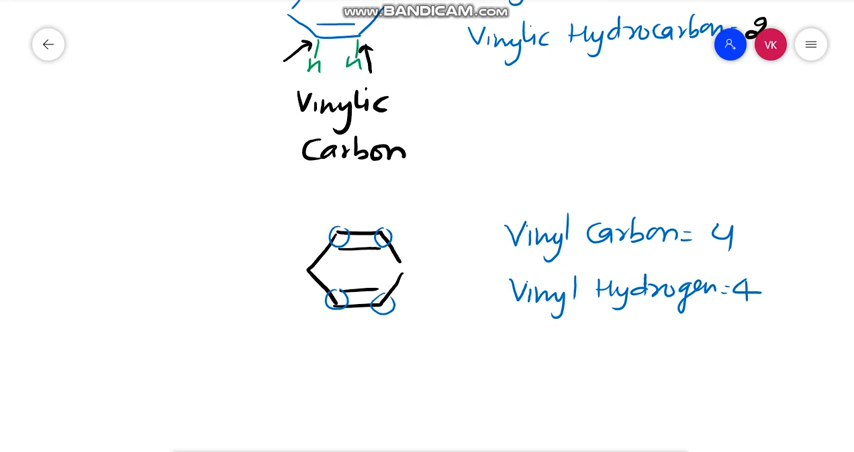 WWW.BANDICAM.COM
Vinylic Hydrocarbon = 2
VK
h h
Vinylic
Carbon
Vinyl Carbon = 4
Vinyl Hydrogen = 4